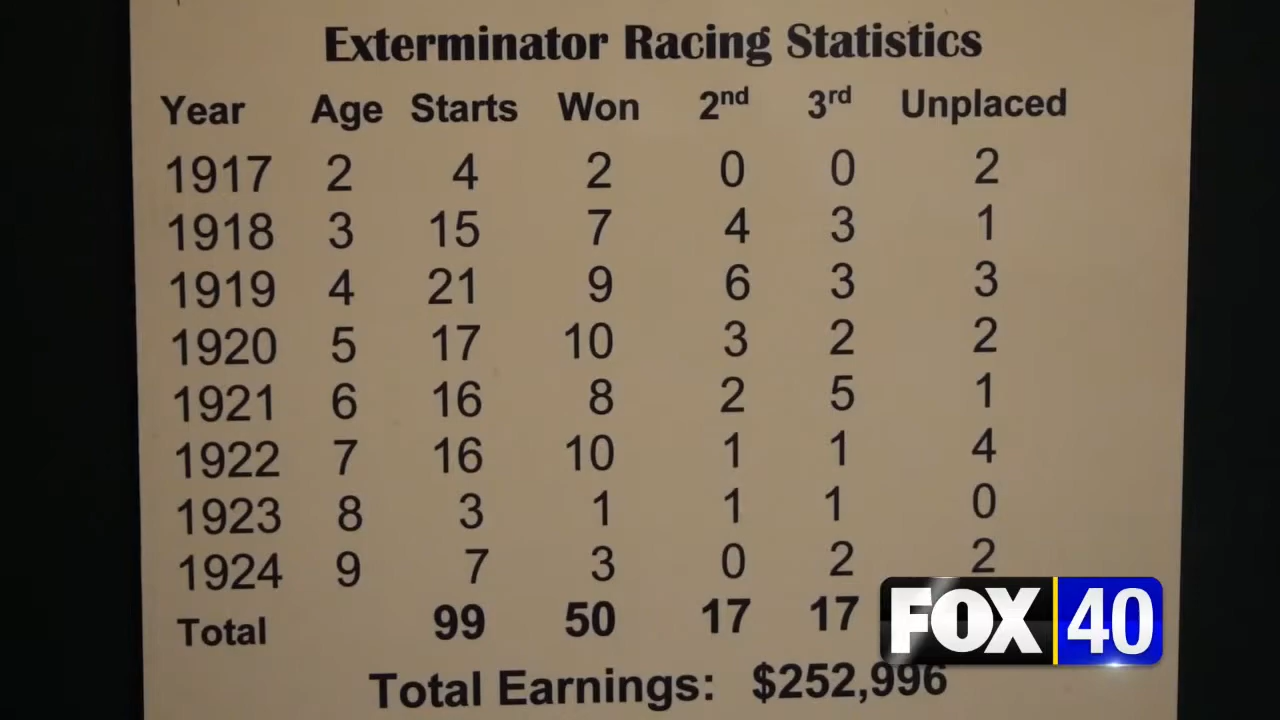 Exterminator Racing Statistics
Year Age Starts Won 2nd 3rd Unplaced
1917 2 4 2 0 0 2
1918 3 15 7 4 3 1
1919 4 21 9 6 3 3
1920 5 17 10 3 2 2
1921 6 16 8 2 5 1
1922 7 16 10 1 1 4
1923 8 3 1 1 1 0
1924 9 7 3 0 2 2
Total 99 50 17 17
FOX 40
Total Earnings: $252,996